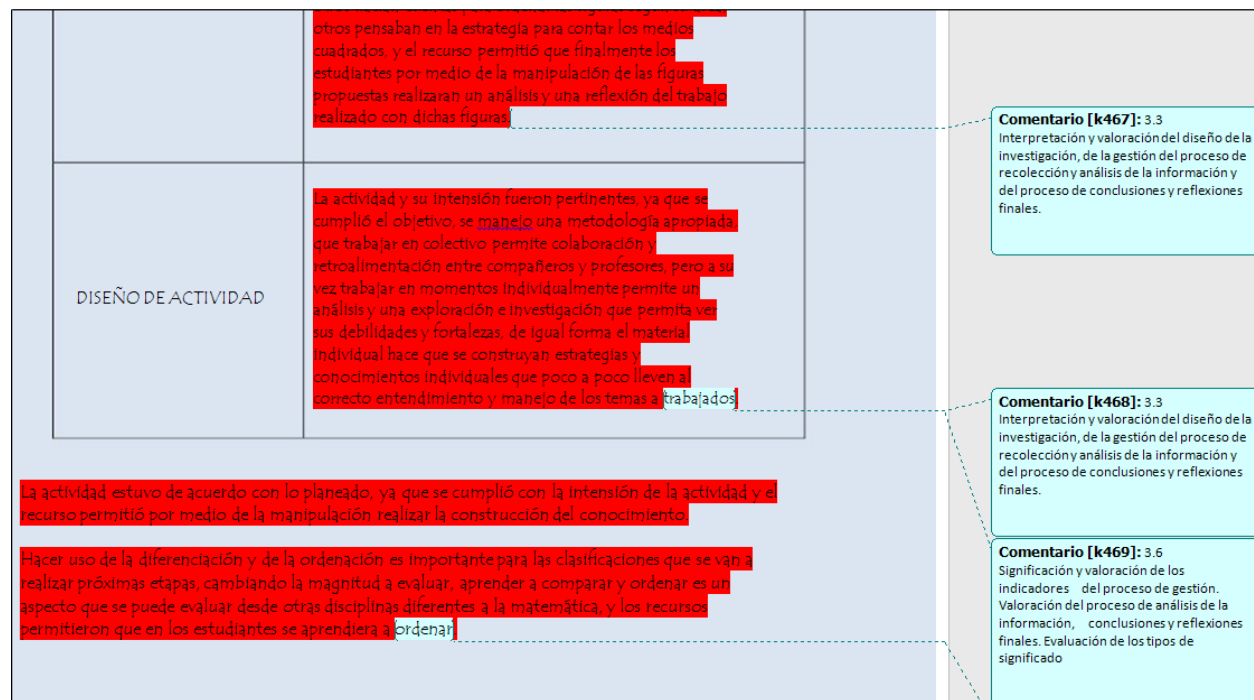 otros pensaban en la estrategia para contar los medios
cuadrados, y el recurso permitió que finalmente los
estudiantes por medio de la manipulación de las figuras
propuestas realizaran un análisis y una reflexión del trabajo
realizado con dichas figuras.
DISEÑO DE ACTIVIDAD
La actividad y su intensión fueron pertinentes, ya que se
cumplió el objetivo, se manejo una metodología apropiada,
que trabajar en colectivo permite colaboración y
retroalimentación entre compañeros y profesores, pero a su
vez trabajar en momentos individualmente permite un
análisis y una exploración e investigación que permita ver
sus debilidades y fortalezas, de igual forma el material
individual hace que se construyan estrategias y
conocimientos individuales que poco a poco lleven al
correcto entendimiento y manejo de los temas a trabajados
La actividad estuvo de acuerdo con lo planeado, ya que se cumplió con la intensión de la actividad y el
recurso permitió por medio de la manipulación realizar la construcción del conocimiento.
Hacer uso de la diferenciación y de la ordenación es importante para las clasificaciones que se van a
realizar próximas etapas, cambiando la magnitud a evaluar, aprender a comparar y ordenar es un
aspecto que se puede evaluar desde otras disciplinas diferentes a la matemática, y los recursos
permitieron que en los estudiantes se aprendiera a ordenar
Comentario [k467]: 3.3
Interpretación y valoración del diseño de la
investigación, de la gestión del proceso de
recolección y análisis de la información y
del proceso de conclusiones y reflexiones
finales.
Comentario [k468]: 3.3
Interpretación y valoración del diseño de la
investigación, de la gestión del proceso de
recolección y análisis de la información y
del proceso de conclusiones y reflexiones
finales.
Comentario [k469]: 3.6
Significación y valoración de los
indicadores del proceso de gestión.
Valoración del proceso de análisis de la
información, conclusiones y reflexiones
finales. Evaluación de los tipos de
significado